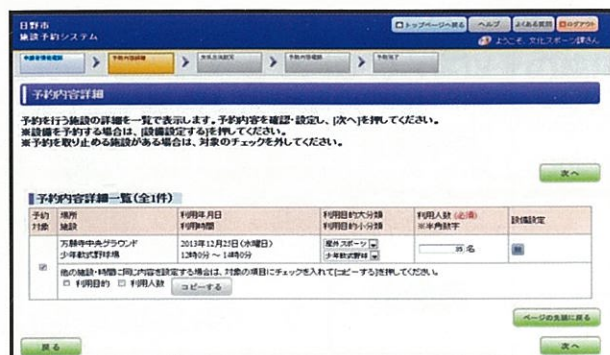 日野市
施設予約システム
トップページへ戻る ヘルプ よくある質問 ログアウト
ようこそ、文化スポーツ課さん
予約内容詳細
予約完了
予約内容詳細
予約を行う施設の詳細を一覧で表示します。予約内容を確認・設定し、[次へ]を押してください。
※設備を予約する場合は、[設備設定する]を押してください。
※予約を取り止める施設がある場合は、対象のチェックを外してください。
次へ
予約内容詳細一覧(全1件)
予約対象 場所 施設 利用年月日 利用時間 利用目的大分類 利用目的小分類 利用人数(必須) ※半角数字 設備設定
万願寺中央グラウンド 2013年12月25日(水曜日) 屋外スポーツ
少年軟式野球場 12時0分 ～ 14時0分 少年軟式野球 35 名
他の施設・時間に同じ内容を設定する場合は、対象の項目にチェックを入れて[コピーする]を押してください。
利用目的 利用人数 コピーする
ページの先頭に戻る
戻る 次へ